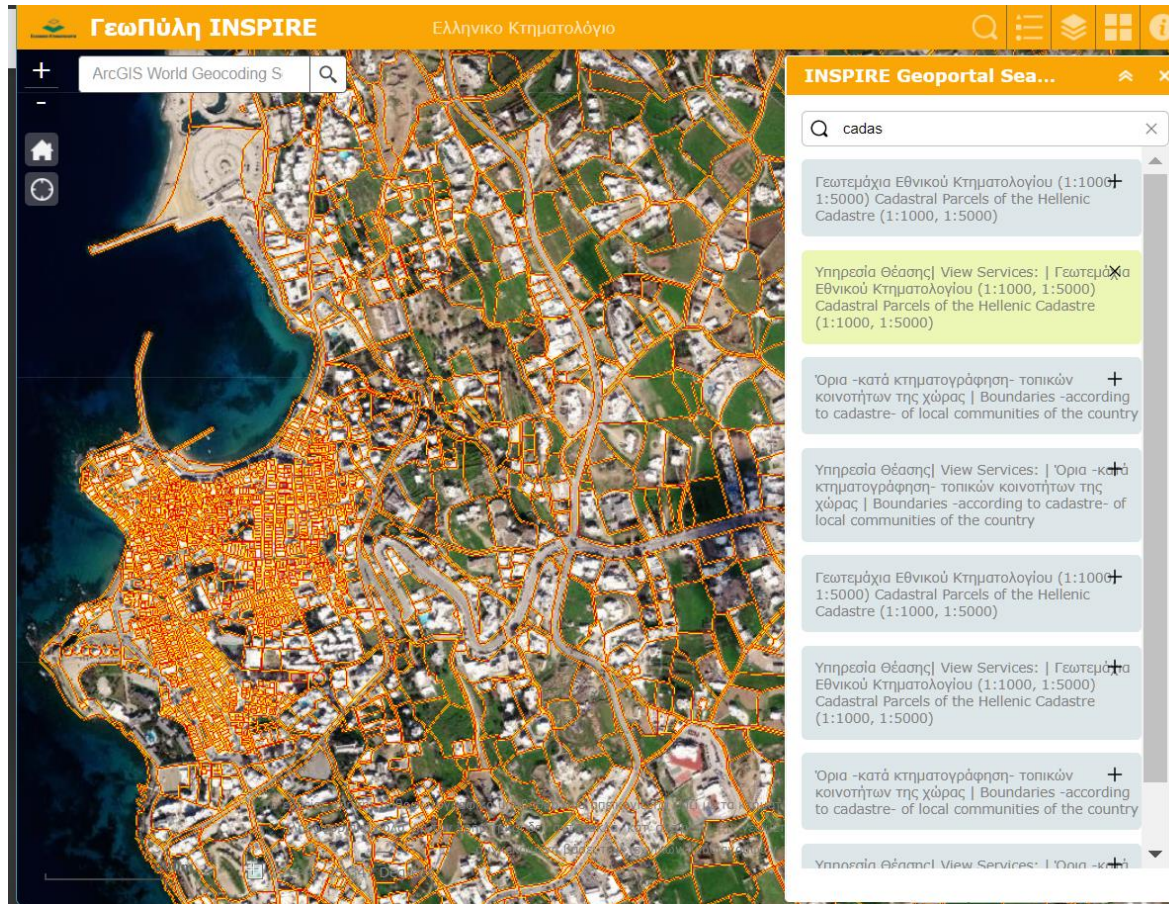 ΓεωΠύλη INSPIRE
Ελληνικο Κτηματολόγιο
+
ArcGIS World Geocoding S
-
INSPIRE Geoportal Sea...
cadas
Γεωτεμάχια Εθνικού Κτηματολογίου (1:1000,
1:5000) Cadastral Parcels of the Hellenic
Cadastre (1:1000, 1:5000)
Υπηρεσία Θέασης| View Services: | Γεωτεμάχια
Εθνικού Κτηματολογίου (1:1000, 1:5000)
Cadastral Parcels of the Hellenic Cadastre
(1:1000, 1:5000)
Όρια -κατά κτηματογράφηση- τοπικών
κοινοτήτων της χώρας | Boundaries -according
to cadastre- of local communities of the country
Υπηρεσία Θέασης| View Services: | Όρια -κατά
κτηματογράφηση- τοπικών κοινοτήτων της
χώρας | Boundaries -according to cadastre- of
local communities of the country
Γεωτεμάχια Εθνικού Κτηματολογίου (1:1000,
1:5000) Cadastral Parcels of the Hellenic
Cadastre (1:1000, 1:5000)
Υπηρεσία Θέασης| View Services: | Γεωτεμάχια
Εθνικού Κτηματολογίου (1:1000, 1:5000)
Cadastral Parcels of the Hellenic Cadastre
(1:1000, 1:5000)
Όρια -κατά κτηματογράφηση- τοπικών
κοινοτήτων της χώρας | Boundaries -according
to cadastre- of local communities of the country
Υπηρεσία Θέασης| View Services: | Όρια -κατά